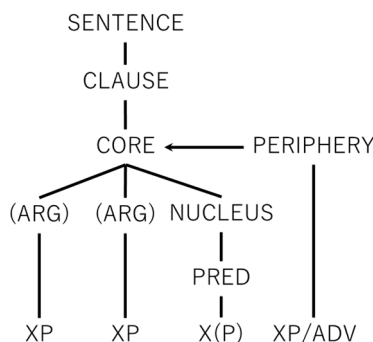 SENTENCE
CLAUSE
CORE PERIPHERY
(ARG) (ARG) NUCLEUS
PRED
XP XP X(P) XP/ADV